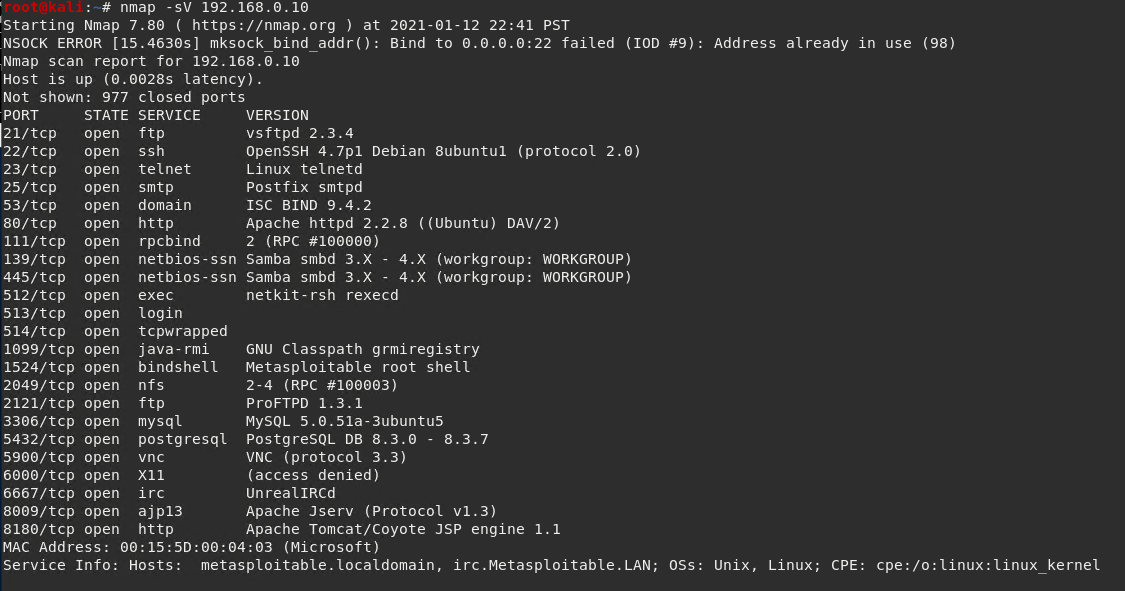 root@kali:~# nmap -sV 192.168.0.10
Starting Nmap 7.80 ( https://nmap.org ) at 2021-01-12 22:41 PST
NSOCK ERROR [15.4630s] mksock_bind_addr(): Bind to 0.0.0.0:22 failed (IOD #9): Address already in use (98)
Nmap scan report for 192.168.0.10
Host is up (0.0028s latency).
Not shown: 977 closed ports
PORT     STATE SERVICE     VERSION
21/tcp   open  ftp         vsftpd 2.3.4
22/tcp   open  ssh         OpenSSH 4.7p1 Debian 8ubuntu1 (protocol 2.0)
23/tcp   open  telnet      Linux telnetd
25/tcp   open  smtp        Postfix smtpd
53/tcp   open  domain      ISC BIND 9.4.2
80/tcp   open  http        Apache httpd 2.2.8 ((Ubuntu) DAV/2)
111/tcp  open  rpcbind     2 (RPC #100000)
139/tcp  open  netbios-ssn Samba smbd 3.X - 4.X (workgroup: WORKGROUP)
445/tcp  open  netbios-ssn Samba smbd 3.X - 4.X (workgroup: WORKGROUP)
512/tcp  open  exec        netkit-rsh rexecd
513/tcp  open  login
514/tcp  open  tcpwrapped
1099/tcp open  java-rmi    GNU Classpath grmiregistry
1524/tcp open  bindshell   Metasploitable root shell
2049/tcp open  nfs         2-4 (RPC #100003)
2121/tcp open  ftp         ProFTPD 1.3.1
3306/tcp open  mysql       MySQL 5.0.51a-3ubuntu5
5432/tcp open  postgresql  PostgreSQL DB 8.3.0 - 8.3.7
5900/tcp open  vnc         VNC (protocol 3.3)
6000/tcp open  X11         (access denied)
6667/tcp open  irc         UnrealIRCd
8009/tcp open  ajp13       Apache Jserv (Protocol v1.3)
8180/tcp open  http        Apache Tomcat/Coyote JSP engine 1.1
MAC Address: 00:15:5D:00:04:03 (Microsoft)
Service Info: Hosts:  metasploitable.localdomain, irc.Metasploitable.LAN; OSs: Unix, Linux; CPE: cpe:/o:linux:linux_kernel